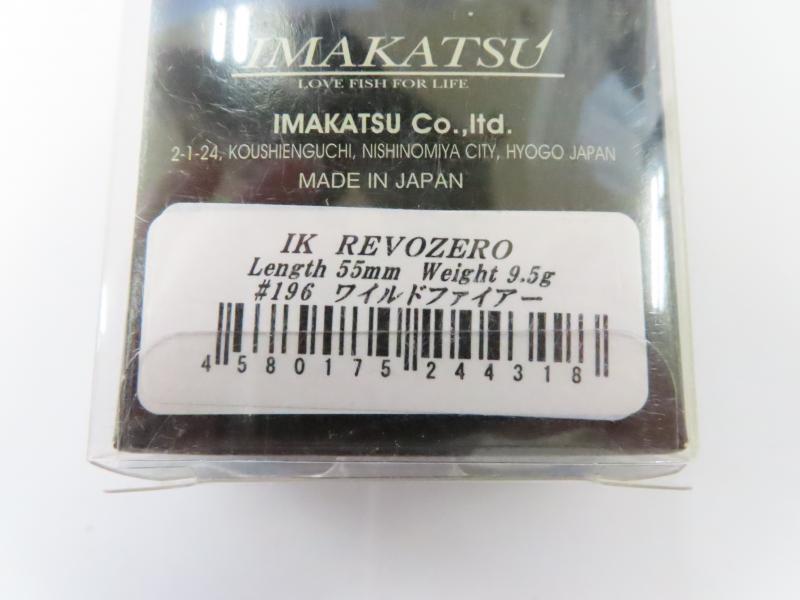 IMAKATSU
LOVE FISH FOR LIFE
IMAKATSU Co.,ltd.
2-1-24, KOUSHIENGUCHI, NISHINOMIYA CITY, HYOGO JAPAN
MADE IN JAPAN
IK REVOZERO
Length 55mm Weight 9.5g
#196 ワイルドファイアー
4 580175 244318